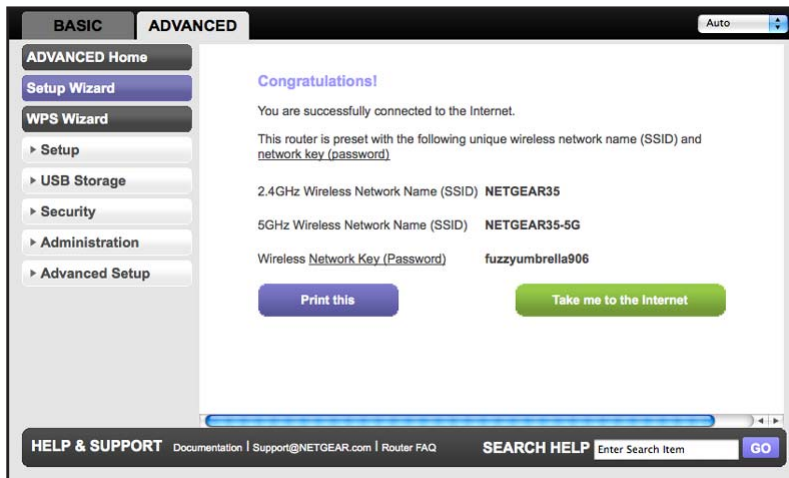 BASIC
ADVANCED
Auto
ADVANCED Home
Setup Wizard
WPS Wizard
Setup
USB Storage
Security
Administration
Advanced Setup
Congratulations!
You are successfully connected to the Internet.
This router is preset with the following unique wireless network name (SSID) and
network key (password)
2.4GHz Wireless Network Name (SSID) NETGEAR35
5GHz Wireless Network Name (SSID) NETGEAR35-5G
Wireless Network Key (Password) fuzzyumbrella906
Print this
Take me to the Internet
HELP & SUPPORT Documentation | Support@NETGEAR.com | Router FAQ
SEARCH HELP Enter Search Item GO